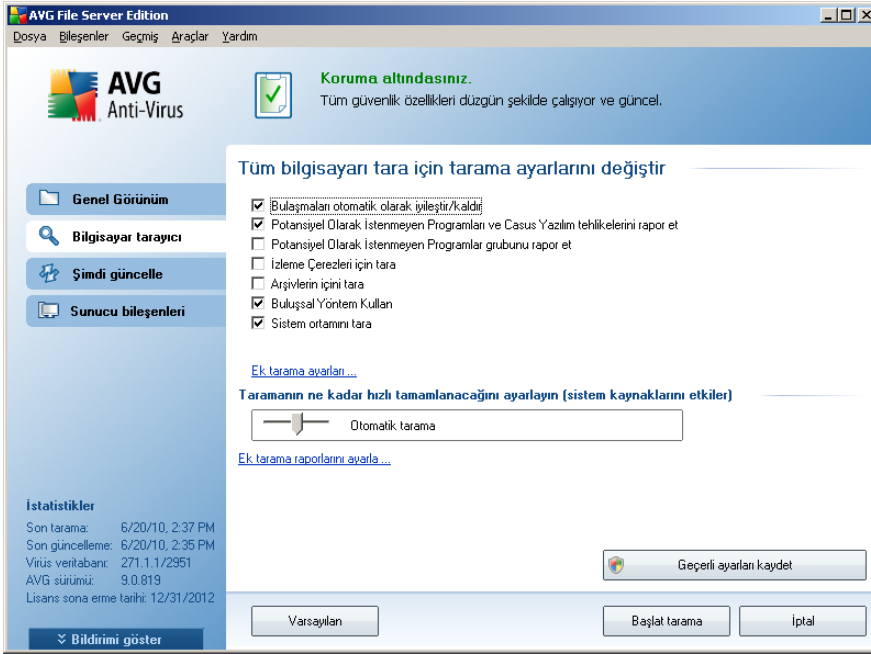 AVG File Server Edition
Dosya Bileşenler Geçmiş Araçlar Yardım
AVG
Anti-Virus
Koruma altındasınız.
Tüm güvenlik özellikleri düzgün şekilde çalışıyor ve güncel.
Tüm bilgisayarı tara için tarama ayarlarını değiştir
Genel Görünüm
Bilgisayar tarayıcı
Şimdi güncelle
Sunucu bileşenleri
Bulaşmaları otomatik olarak iyileştir/kaldır
Potansiyel Olarak İstenmeyen Programları ve Casus Yazılım tehlikelerini rapor et
Potansiyel Olarak İstenmeyen Programlar grubunu rapor et
İzleme Çerezleri için tara
Arşivlerin içini tara
Buluşsal Yöntem Kullan
Sistem ortamını tara
Ek tarama ayarları ...
Taramanın ne kadar hızlı tamamlanacağını ayarlayın (sistem kaynaklarını etkiler)
Otomatik tarama
Ek tarama raporlarını ayarla ...
İstatistikler
Son tarama: 6/20/10, 2:37 PM
Son güncelleme: 6/20/10, 2:35 PM
Virüs veritabanı: 271.1.1/2951
AVG sürümü: 9.0.819
Lisans sona erme tarihi: 12/31/2012
Bildirimi göster
Geçerli ayarları kaydet
Varsayılan
Başlat tarama
İptal